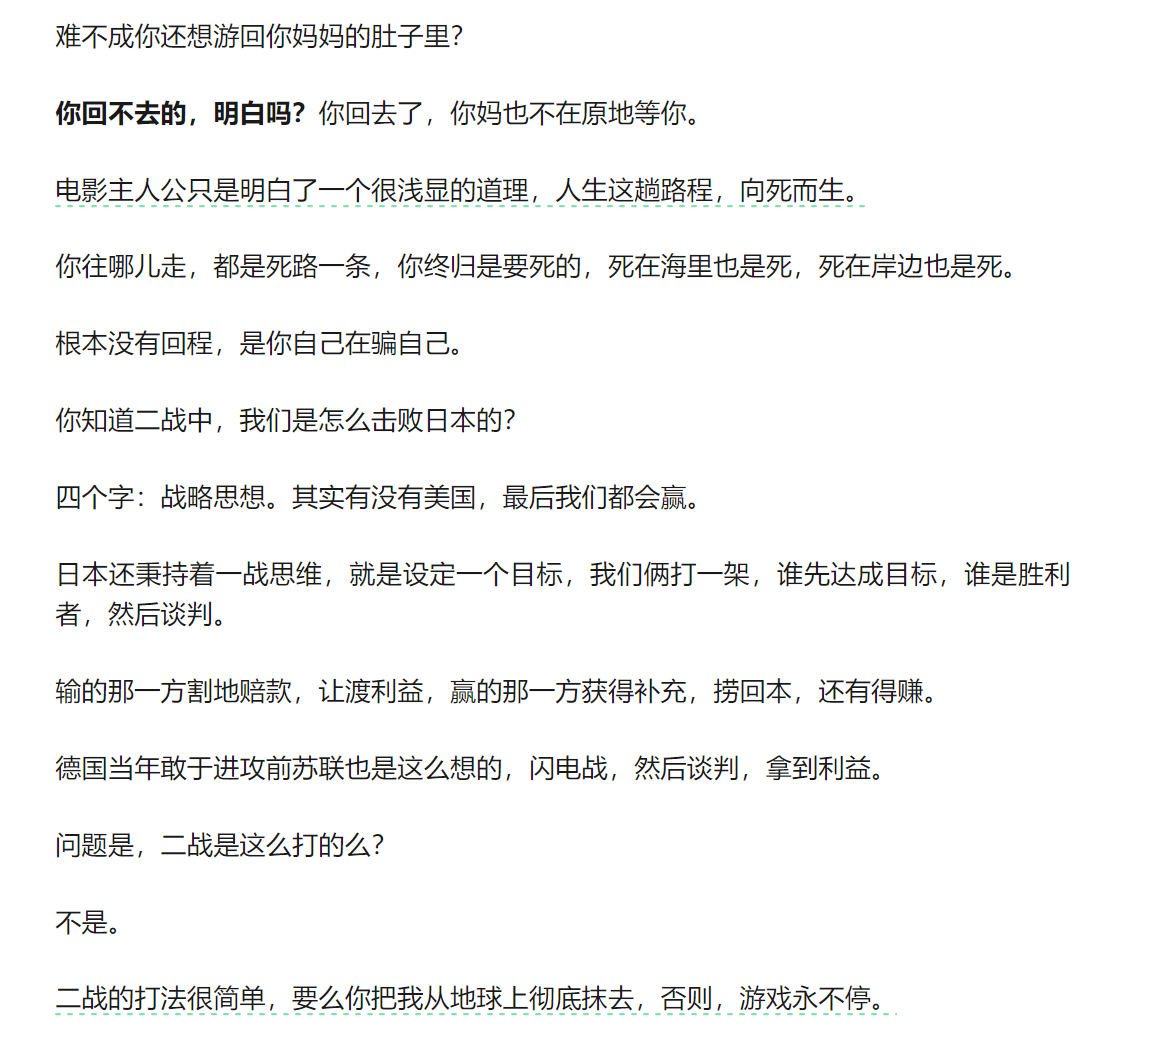 难不成你还想游回你妈妈的肚子里？
你回不去的，明白吗？你回去了，你妈也不在原地等你。
电影主人公只是明白了一个很浅显的道理，人生这趟路程，向死而生。
你往哪儿走，都是死路一条，你终归是要死的，死在海里也是死，死在岸边也是死。
根本没有回程，是你自己在骗自己。
你知道二战中，我们是怎么击败日本的？
四个字：战略思想。其实有没有美国，最后我们都会赢。
日本还秉持着一战思维，就是设定一个目标，我们俩打一架，谁先达成目标，谁是胜利
者，然后谈判。
输的那一方割地赔款，让渡利益，赢的那一方获得补充，捞回本，还有得赚。
德国当年敢于进攻前苏联也是这么想的，闪电战，然后谈判，拿到利益。
问题是，二战是这么打的么？
不是。
二战的打法很简单，要么你把我从地球上彻底抹去，否则，游戏永不停。